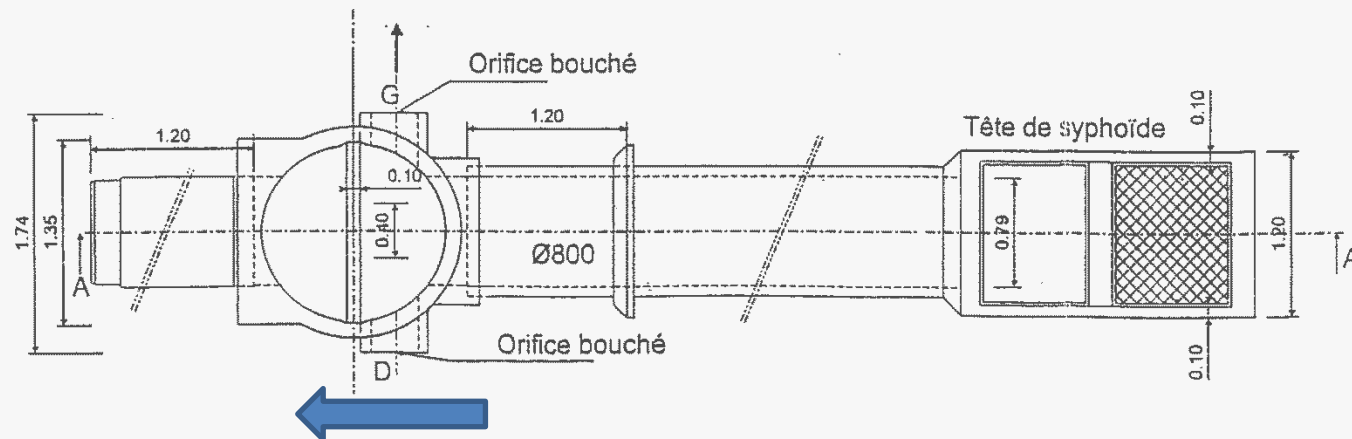 Orifice bouché
G
1.20
1.20
Tête de syphoïde
0.10
0.10
1.74
1.35
0.40
Ø800
0.79
1.20
A
A
Orifice bouché
D
0.10